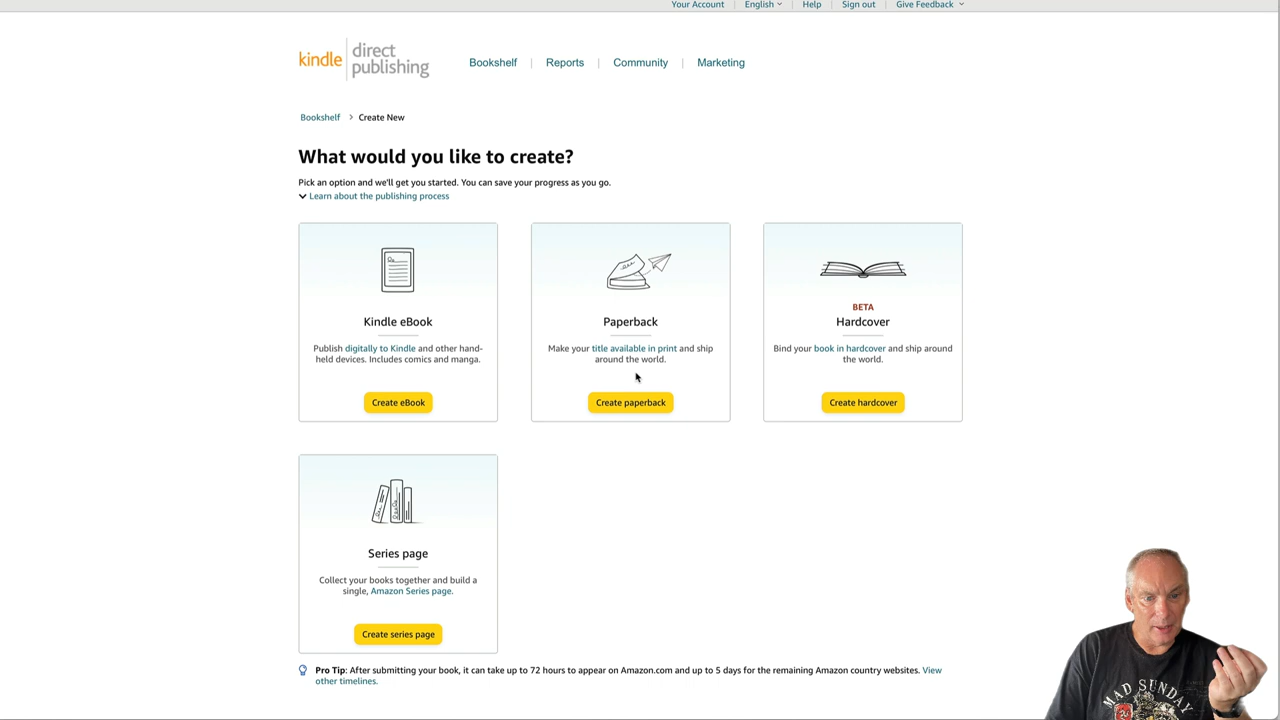 Your Account English Help Sign out Give Feedback
kindle direct publishing
Bookshelf Reports Community Marketing
Bookshelf > Create New
What would you like to create?
Pick an option and we'll get you started. You can save your progress as you go.
Learn about the publishing process
Kindle eBook
Publish digitally to Kindle and other hand-
held devices. Includes comics and manga.
Create eBook
Paperback
Make your title available in print and ship
around the world.
Create paperback
BETA
Hardcover
Bind your book in hardcover and ship around
the world.
Create hardcover
Series page
Collect your books together and build a
single, Amazon Series page.
Create series page
Pro Tip: After submitting your book, it can take up to 72 hours to appear on Amazon.com and up to 5 days for the remaining Amazon country websites. View
other timelines.
MAD SUNDAY